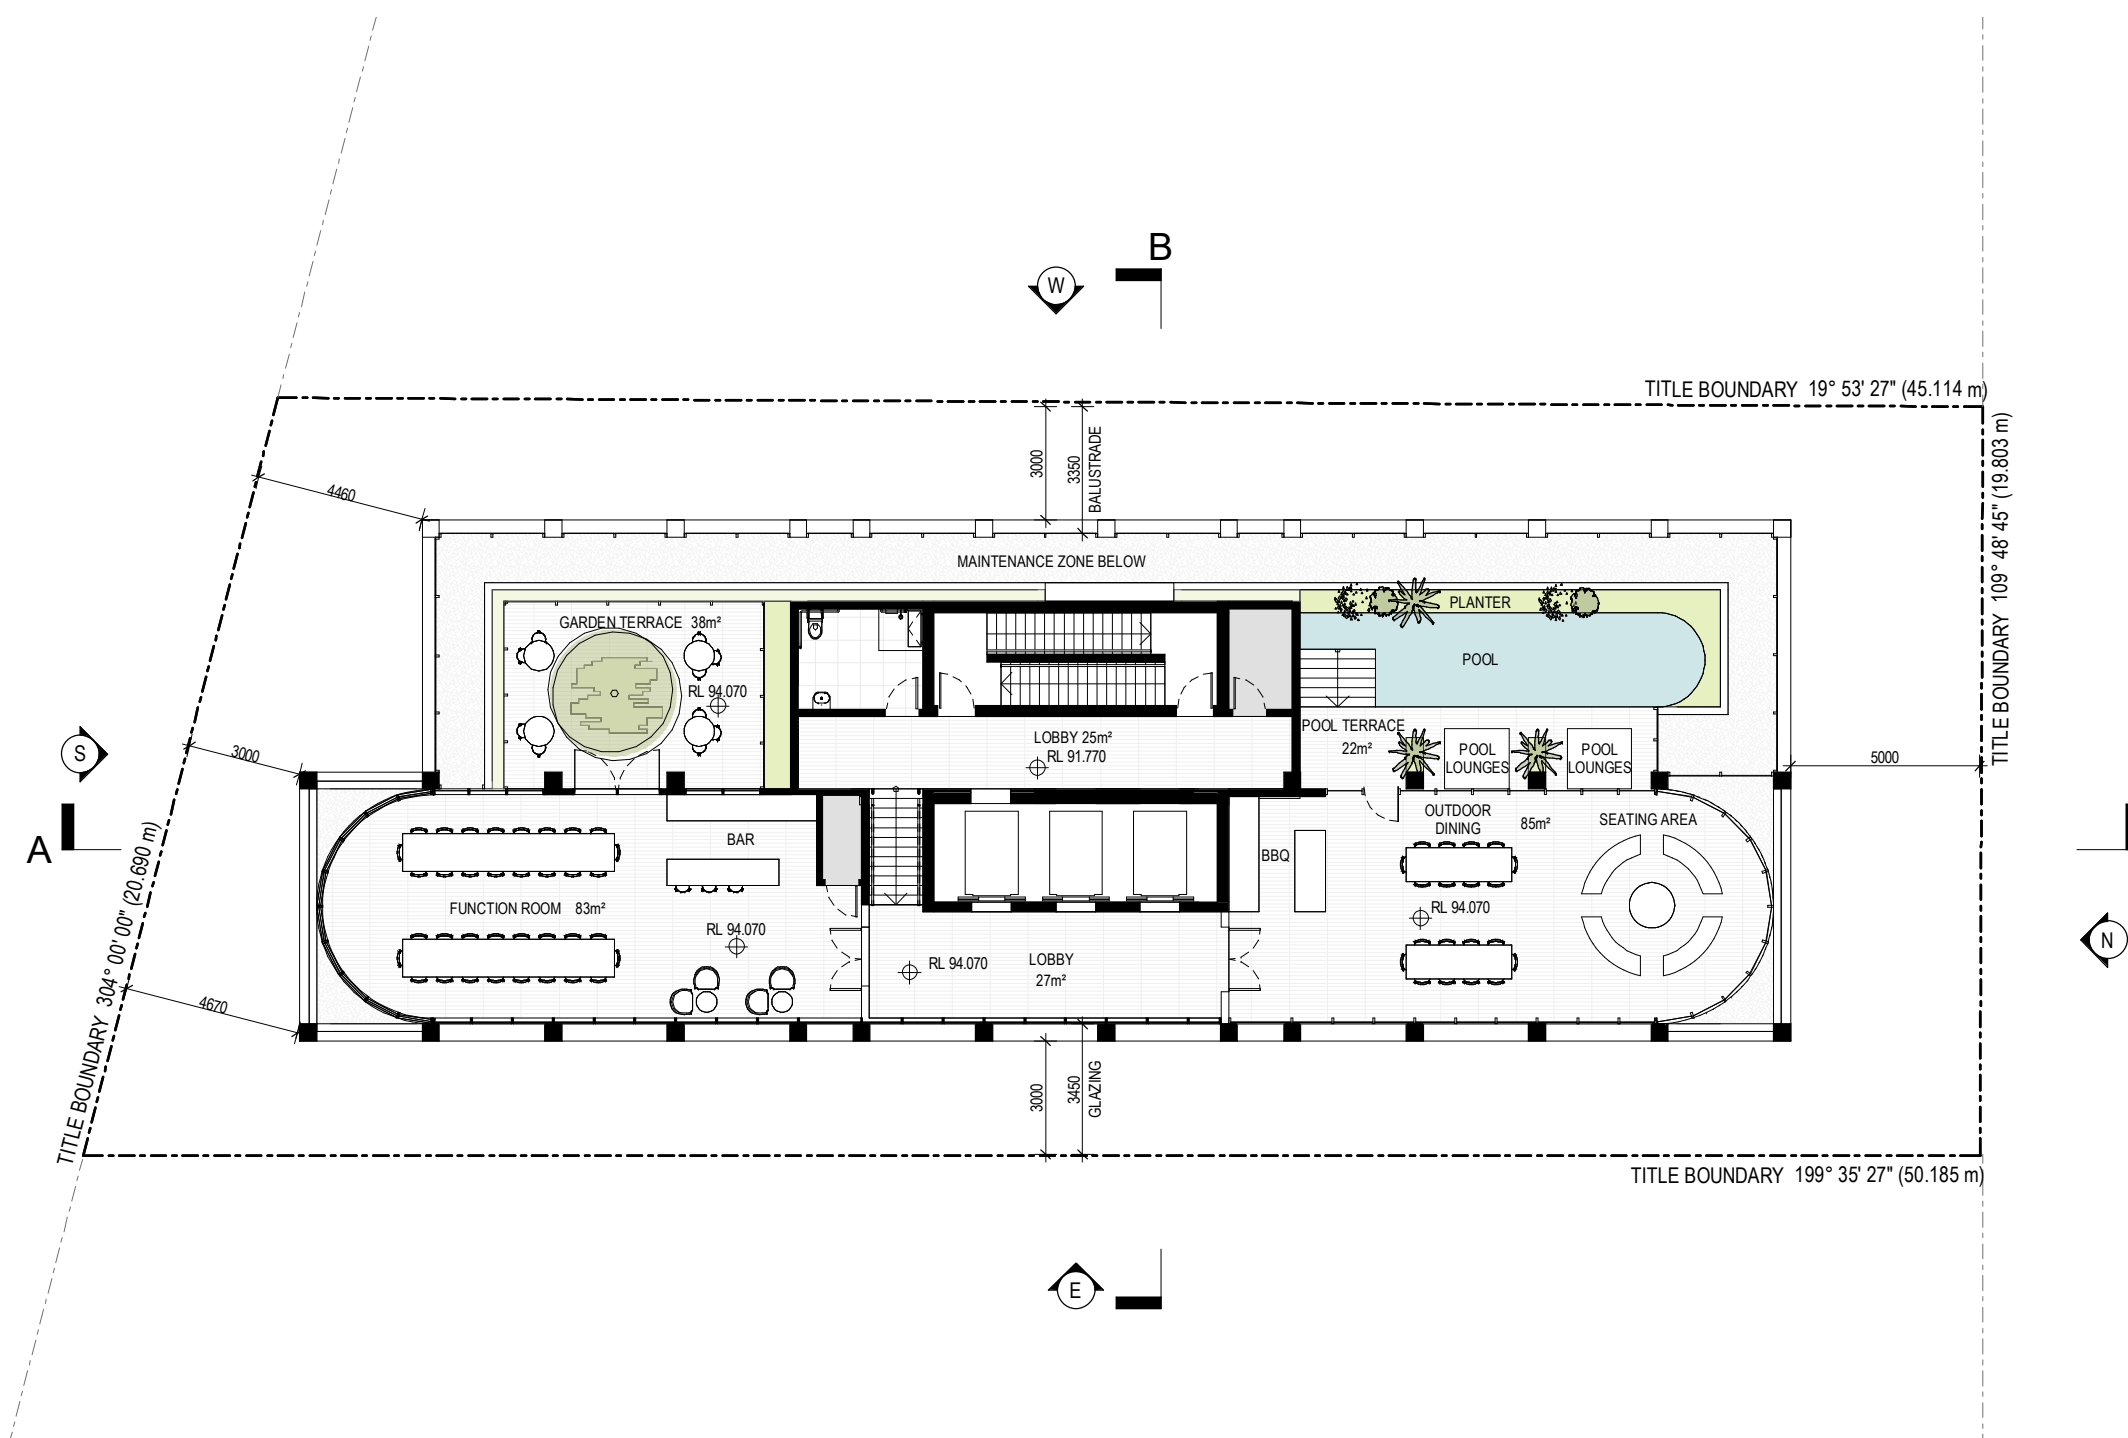 B
W
TITLE BOUNDARY 19° 53' 27" (45.114 m)
TITLE BOUNDARY 109° 48' 45" (19.803 m)
3000
3350
BALUSTRADE
4460
MAINTENANCE ZONE BELOW
GARDEN TERRACE 38m²
PLANTER
POOL
RL 94.070
LOBBY 25m²
RL 91.770
POOL TERRACE
22m²
POOL
LOUNGES
POOL
LOUNGES
S
3000
5000
A
BAR
OUTDOOR
DINING
85m²
SEATING AREA
BBQ
FUNCTION ROOM 83m²
RL 94.070
RL 94.070
RL 94.070
LOBBY
27m²
N
4670
TITLE BOUNDARY 304° 00' 00" (20.690 m)
3000
3450
GLAZING
TITLE BOUNDARY 199° 35' 27" (50.185 m)
E